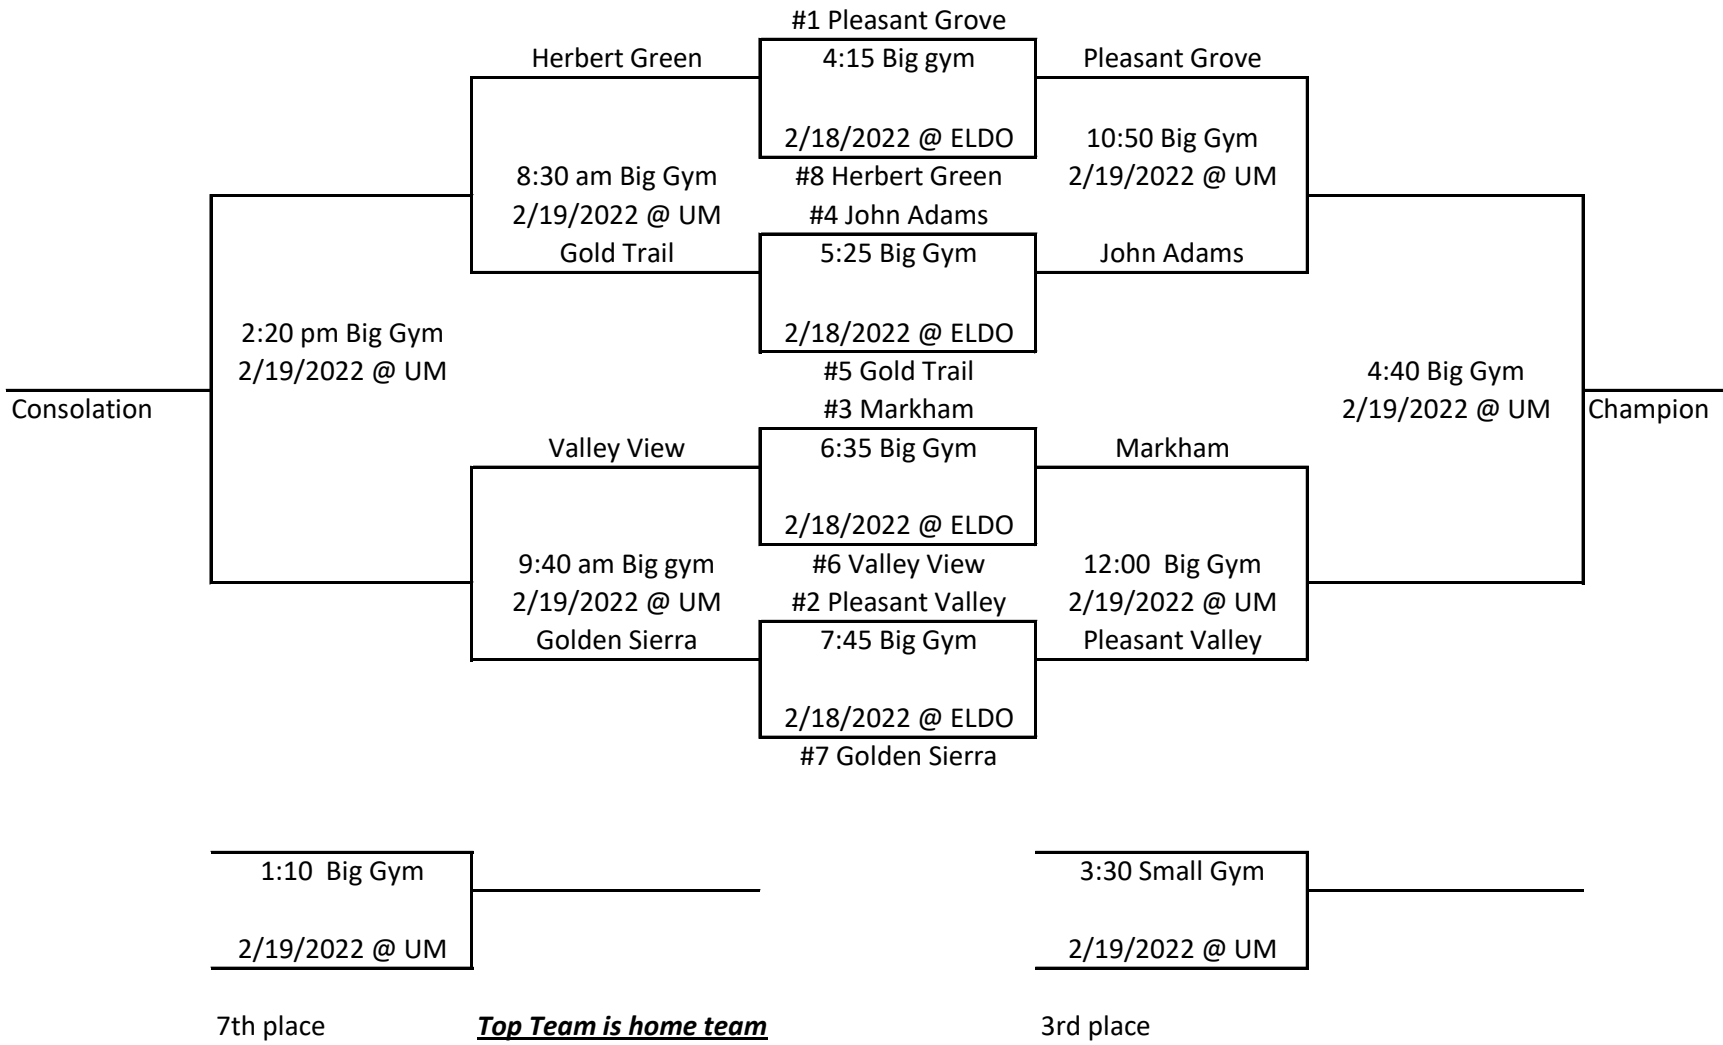 #1 Pleasant Grove
Herbert Green
4:15 Big gym
Pleasant Grove
2/18/2022 @ ELDO
10:50 Big Gym
8:30 am Big Gym
#8 Herbert Green
2/19/2022 @ UM
2/19/2022 @ UM
#4 John Adams
Gold Trail
5:25 Big Gym
John Adams
2:20 pm Big Gym
2/18/2022 @ ELDO
2/19/2022 @ UM
#5 Gold Trail
4:40 Big Gym
Consolation
#3 Markham
2/19/2022 @ UM
Champion
Valley View
6:35 Big Gym
Markham
2/18/2022 @ ELDO
9:40 am Big gym
#6 Valley View
12:00  Big Gym
2/19/2022 @ UM
#2 Pleasant Valley
2/19/2022 @ UM
Golden Sierra
7:45 Big Gym
Pleasant Valley
2/18/2022 @ ELDO
#7 Golden Sierra
1:10  Big Gym
3:30 Small Gym
2/19/2022 @ UM
2/19/2022 @ UM
7th place
Top Team is home team
3rd place